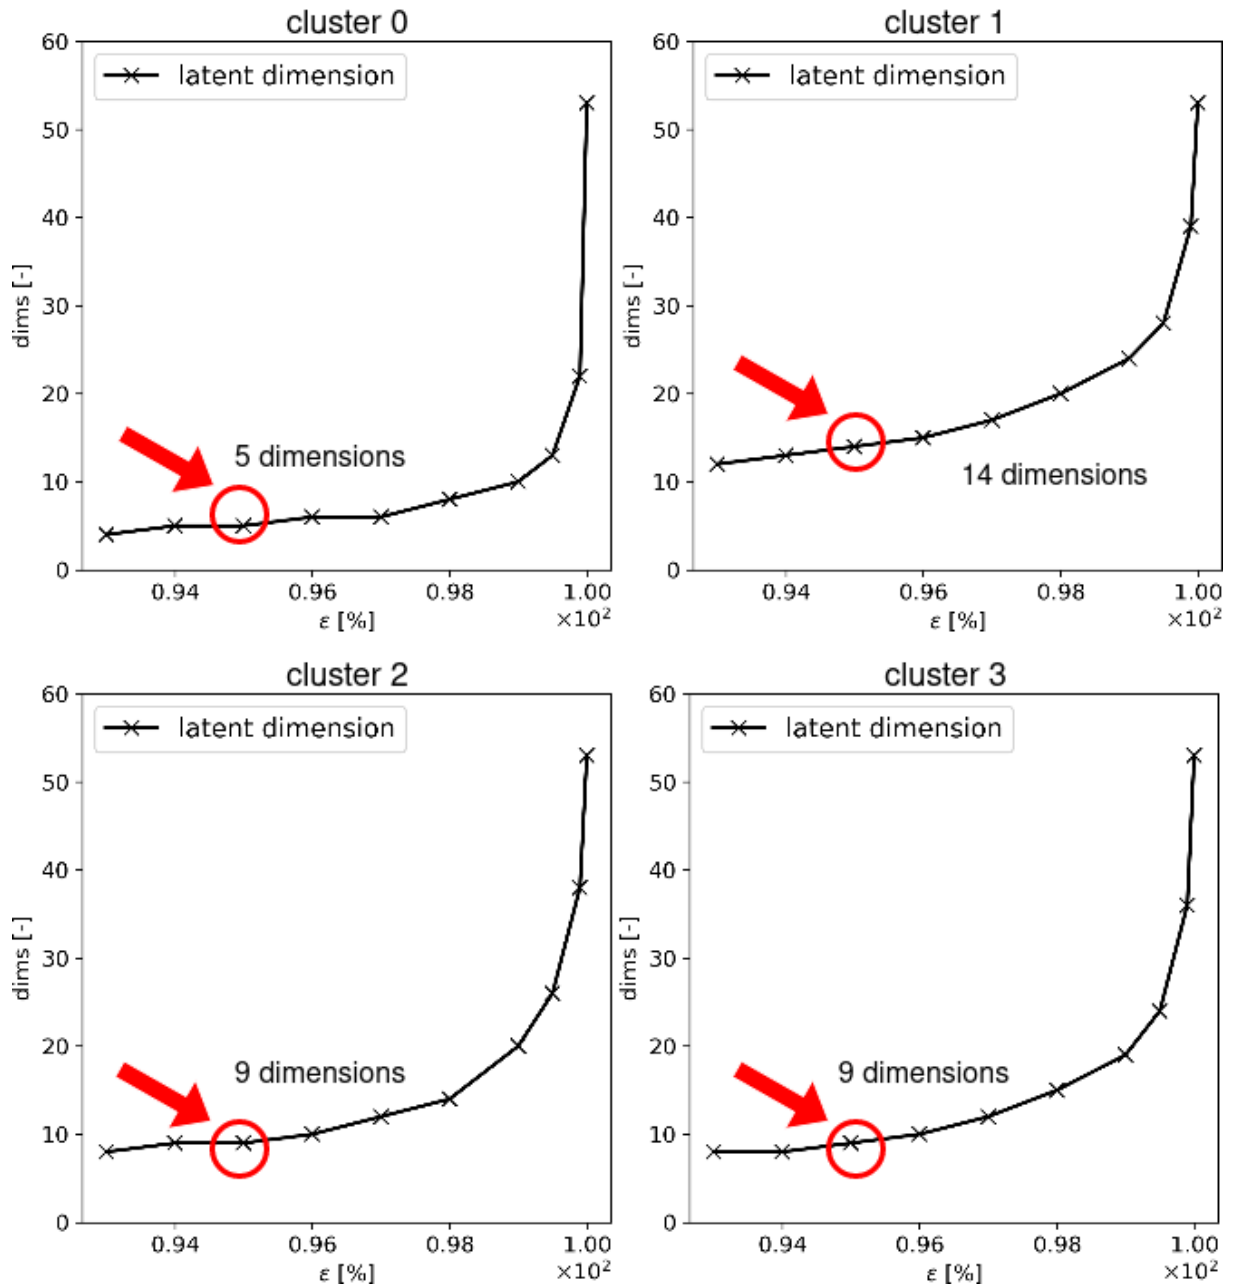 cluster 0
60
50
40
30
20
10
0
dims [-]
latent dimension
5 dimensions
0.94 0.96 0.98 1.00
×10²
ε [%]
cluster 1
60
50
40
30
20
10
0
dims [-]
latent dimension
14 dimensions
0.94 0.96 0.98 1.00
×10²
ε [%]
cluster 2
60
50
40
30
20
10
0
dims [-]
latent dimension
9 dimensions
0.94 0.96 0.98 1.00
×10²
ε [%]
cluster 3
60
50
40
30
20
10
0
dims [-]
latent dimension
9 dimensions
0.94 0.96 0.98 1.00
×10²
ε [%]